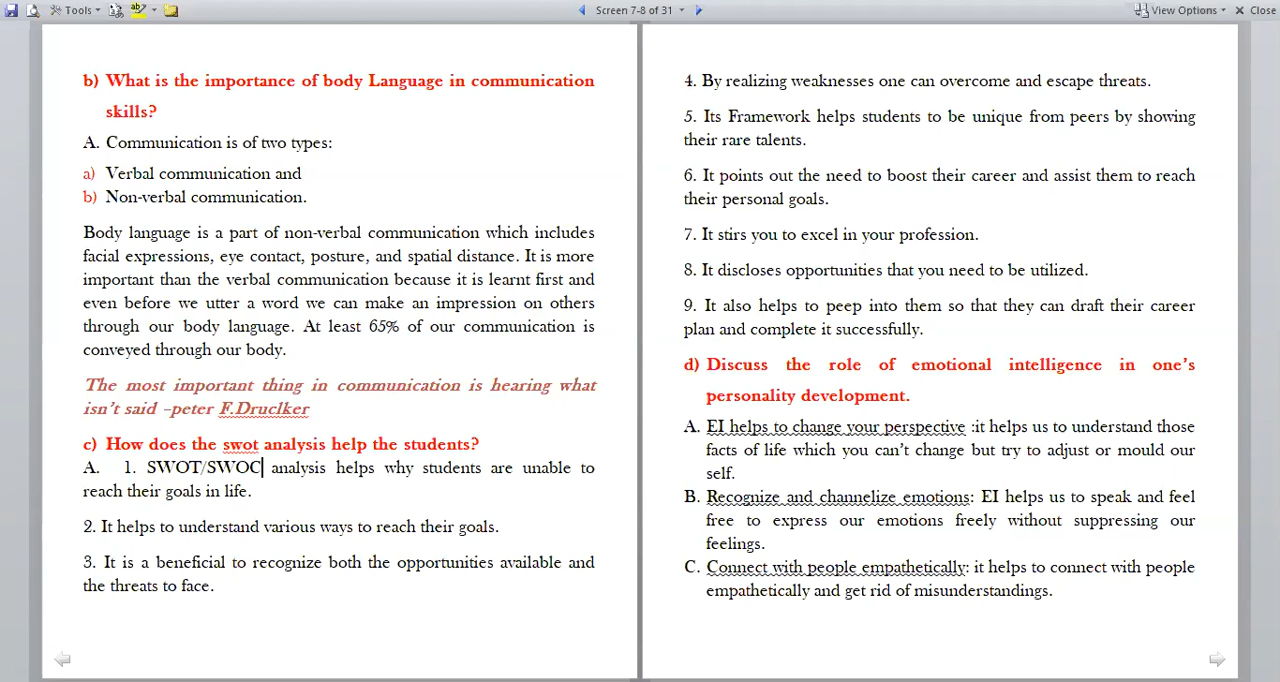 Tools
Screen 7-8 of 31
View Options
Close
b) What is the importance of body Language in communication
skills?
A. Communication is of two types:
a) Verbal communication and
b) Non-verbal communication.
Body language is a part of non-verbal communication which includes
facial expressions, eye contact, posture, and spatial distance. It is more
important than the verbal communication because it is learnt first and
even before we utter a word we can make an impression on others
through our body language. At least 65% of our communication is
conveyed through our body.
The most important thing in communication is hearing what
isn't said –peter F.Druclker
c) How does the swot analysis help the students?
A. 1. SWOT/SWOC analysis helps why students are unable to
reach their goals in life.
2. It helps to understand various ways to reach their goals.
3. It is a beneficial to recognize both the opportunities available and
the threats to face.
4. By realizing weaknesses one can overcome and escape threats.
5. Its Framework helps students to be unique from peers by showing
their rare talents.
6. It points out the need to boost their career and assist them to reach
their personal goals.
7. It stirs you to excel in your profession.
8. It discloses opportunities that you need to be utilized.
9. It also helps to peep into them so that they can draft their career
plan and complete it successfully.
d) Discuss the role of emotional intelligence in one's
personality development.
A. EI helps to change your perspective :it helps us to understand those
facts of life which you can't change but try to adjust or mould our
self.
B. Recognize and channelize emotions: EI helps us to speak and feel
free to express our emotions freely without suppressing our
feelings.
C. Connect with people empathetically: it helps to connect with people
empathetically and get rid of misunderstandings.